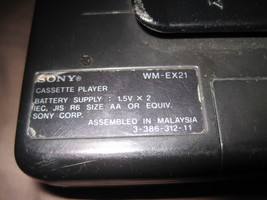 SONY WM-EX21
CASSETTE PLAYER
BATTERY SUPPLY : 1.5V × 2
IEC, JIS R6 SIZE AA OR EQUIV.
SONY CORP.
ASSEMBLED IN MALAYSIA
3-386-312-11